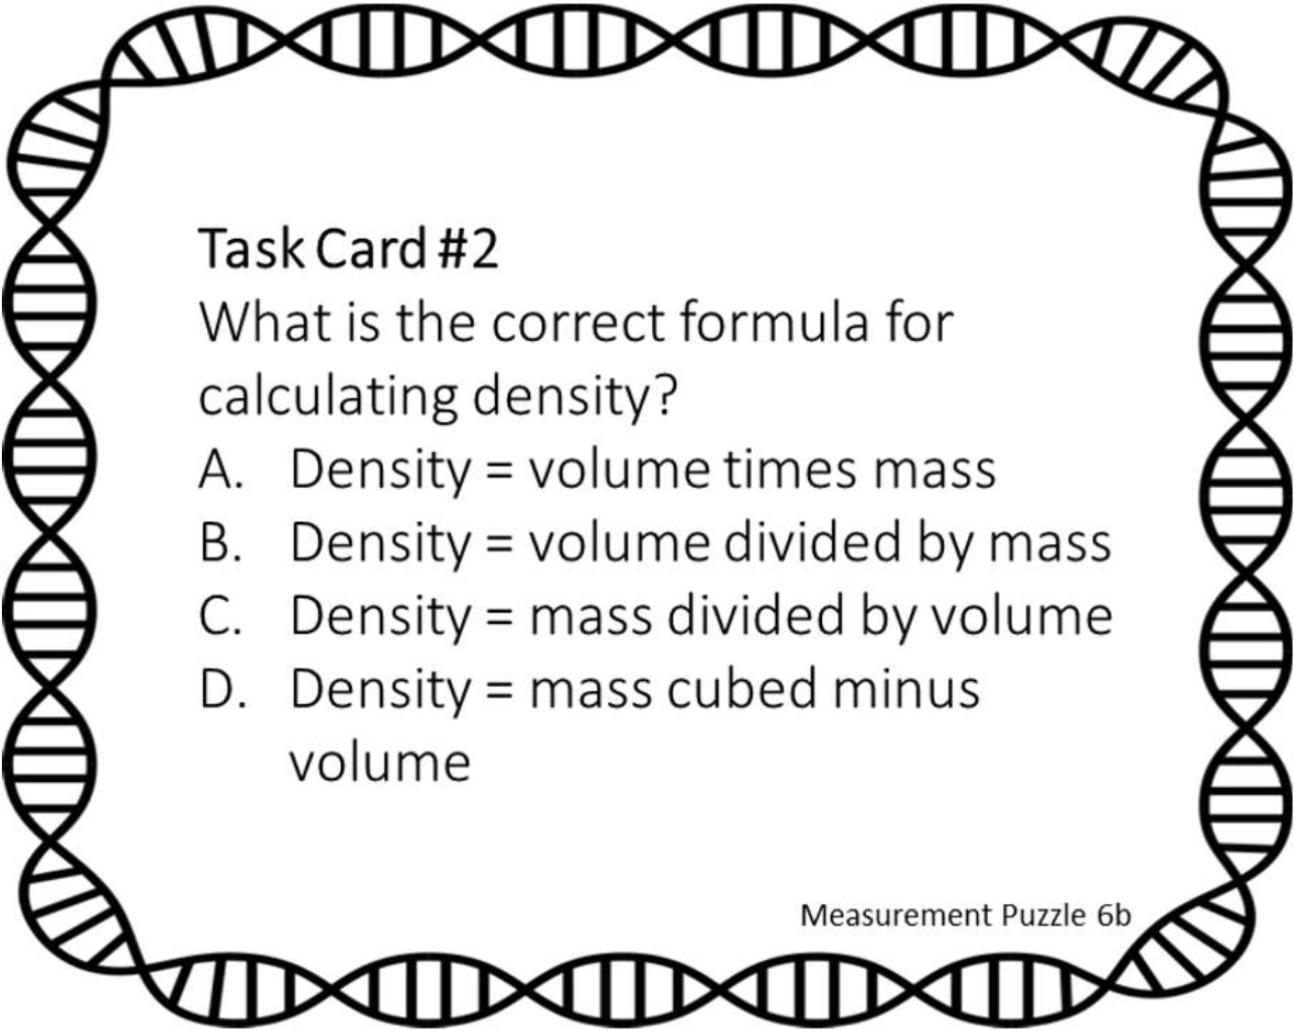 Task Card #2
What is the correct formula for
calculating density?
A. Density = volume times mass
B. Density = volume divided by mass
C. Density = mass divided by volume
D. Density = mass cubed minus
volume
Measurement Puzzle 6b